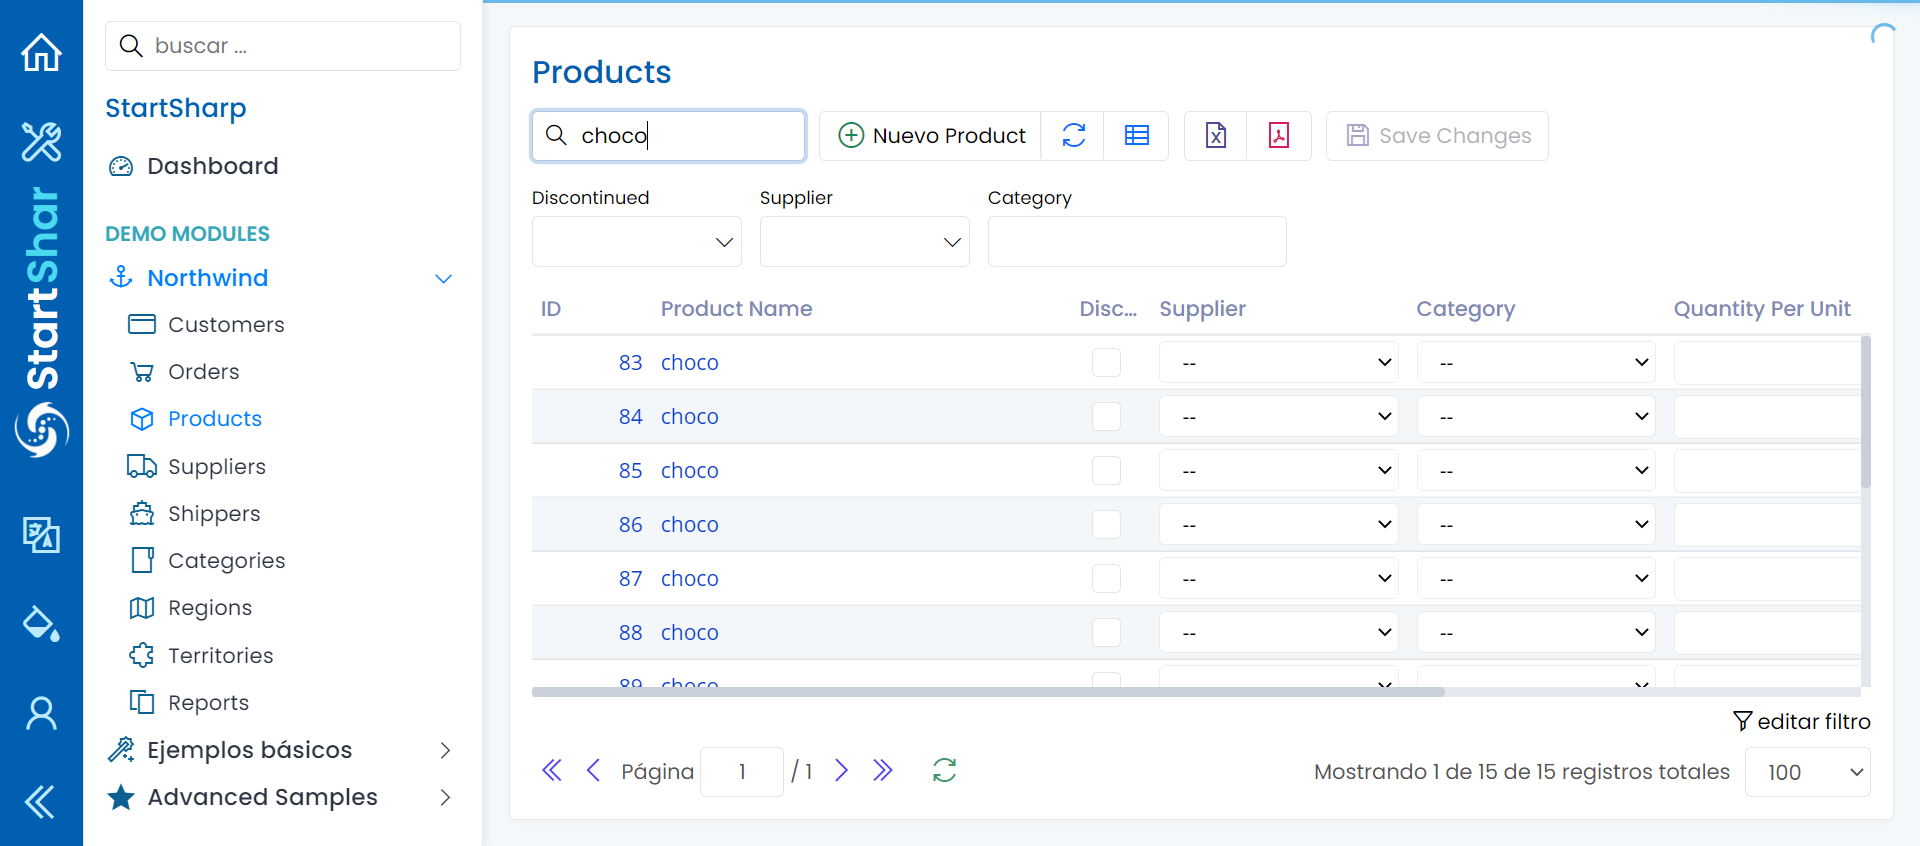 StartShar
buscar ...
StartSharp
Dashboard
DEMO MODULES
Northwind
Customers
Orders
Products
Suppliers
Shippers
Categories
Regions
Territories
Reports
Ejemplos básicos
Advanced Samples
Products
choco
Nuevo Product
Save Changes
Discontinued Supplier Category
ID Product Name Disc... Supplier Category Quantity Per Unit
83 choco -- --
84 choco -- --
85 choco -- --
86 choco -- --
87 choco -- --
88 choco -- --
89 choco
editar filtro
Página 1 / 1
Mostrando 1 de 15 de 15 registros totales 100